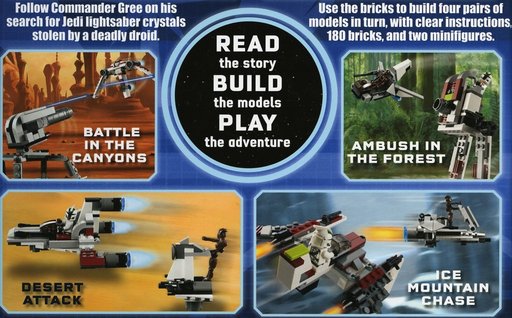 Follow Commander Gree on his
search for Jedi lightsaber crystals
stolen by a deadly droid.
READ
the story
BUILD
the models
PLAY
the adventure
Use the bricks to build four pairs of
models in turn, with clear instructions,
180 bricks, and two minifigures.
BATTLE
IN THE
CANYONS
AMBUSH IN
THE FOREST
DESERT
ATTACK
ICE
MOUNTAIN
CHASE